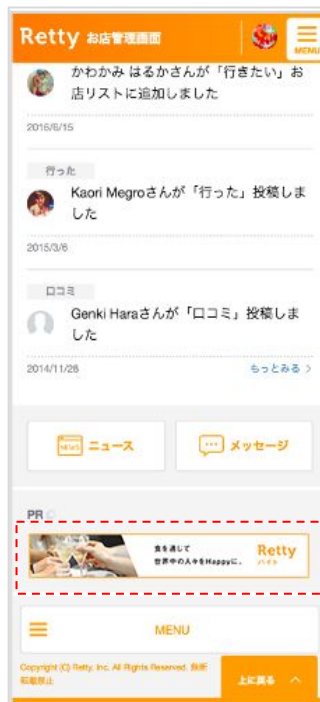 Retty お店管理画面
MENU
かわかみ はるかさんが「行きたい」お
店リストに追加しました
2016/6/15
行った
Kaori Megroさんが「行った」投稿しま
した
2015/3/6
口コミ
Genki Haraさんが「口コミ」投稿しま
した
2014/11/28
もっとみる
NEWS ニュース
メッセージ
PR
食を通して
世界中の人々をHappyに。
Retty
バイト
MENU
Copyright (C) Retty, Inc. All Rights Reserved. 無断
転載禁止
上に戻る